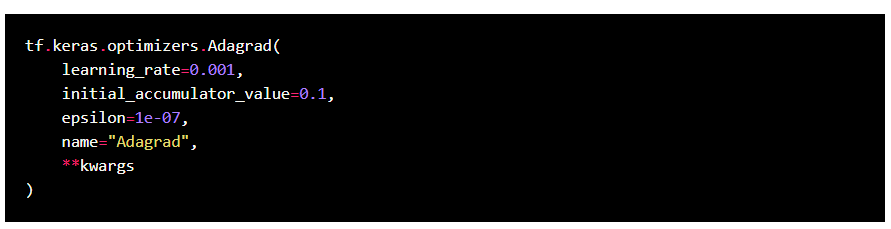 tf.keras.optimizers.Adagrad(
    learning_rate=0.001,
    initial_accumulator_value=0.1,
    epsilon=1e-07,
    name="Adagrad",
    **kwargs
)